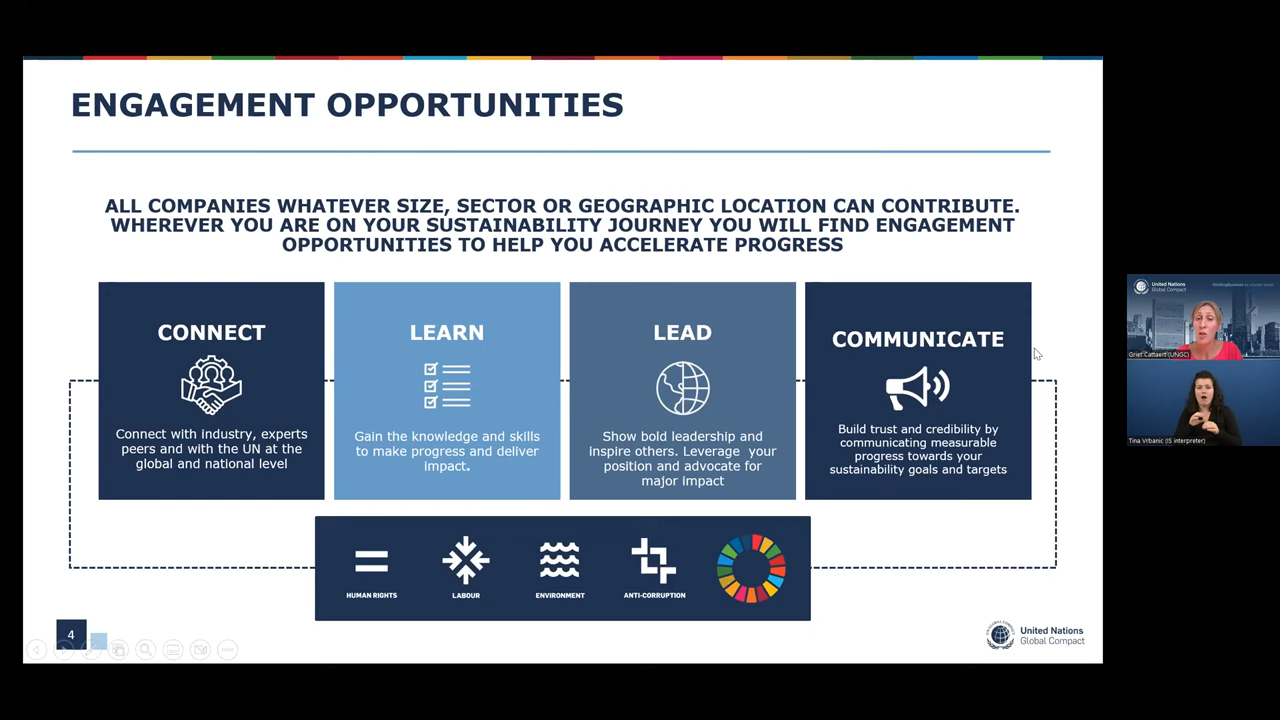 ENGAGEMENT OPPORTUNITIES
ALL COMPANIES WHATEVER SIZE, SECTOR OR GEOGRAPHIC LOCATION CAN CONTRIBUTE.
WHEREVER YOU ARE ON YOUR SUSTAINABILITY JOURNEY YOU WILL FIND ENGAGEMENT
OPPORTUNITIES TO HELP YOU ACCELERATE PROGRESS
CONNECT
Connect with industry, experts
peers and with the UN at the
global and national level
LEARN
Gain the knowledge and skills
to make progress and deliver
impact.
LEAD
Show bold leadership and
inspire others. Leverage your
position and advocate for
major impact
COMMUNICATE
Build trust and credibility by
communicating measurable
progress towards your
sustainability goals and targets
HUMAN RIGHTS
LABOUR
ENVIRONMENT
ANTI-CORRUPTION
4
United Nations
Global Compact
United Nations
Global Compact
Griet Cattaert (UNGC)
Tina Vrbanic (IS interpreter)